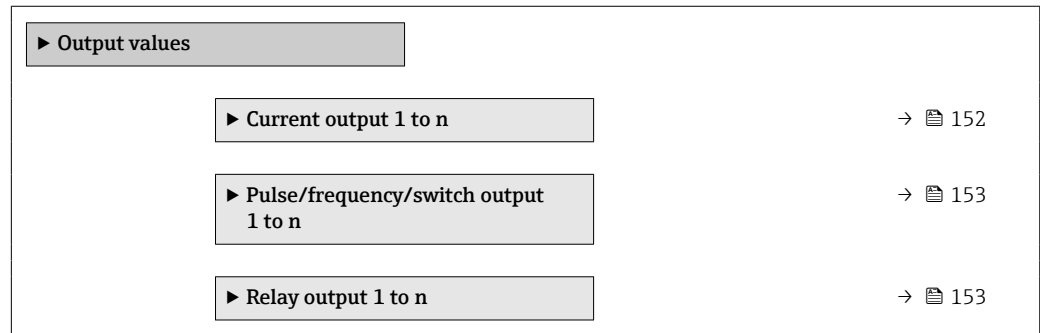 ▶ Output values
▶ Current output 1 to n → 152
▶ Pulse/frequency/switch output → 153
1 to n
▶ Relay output 1 to n → 153